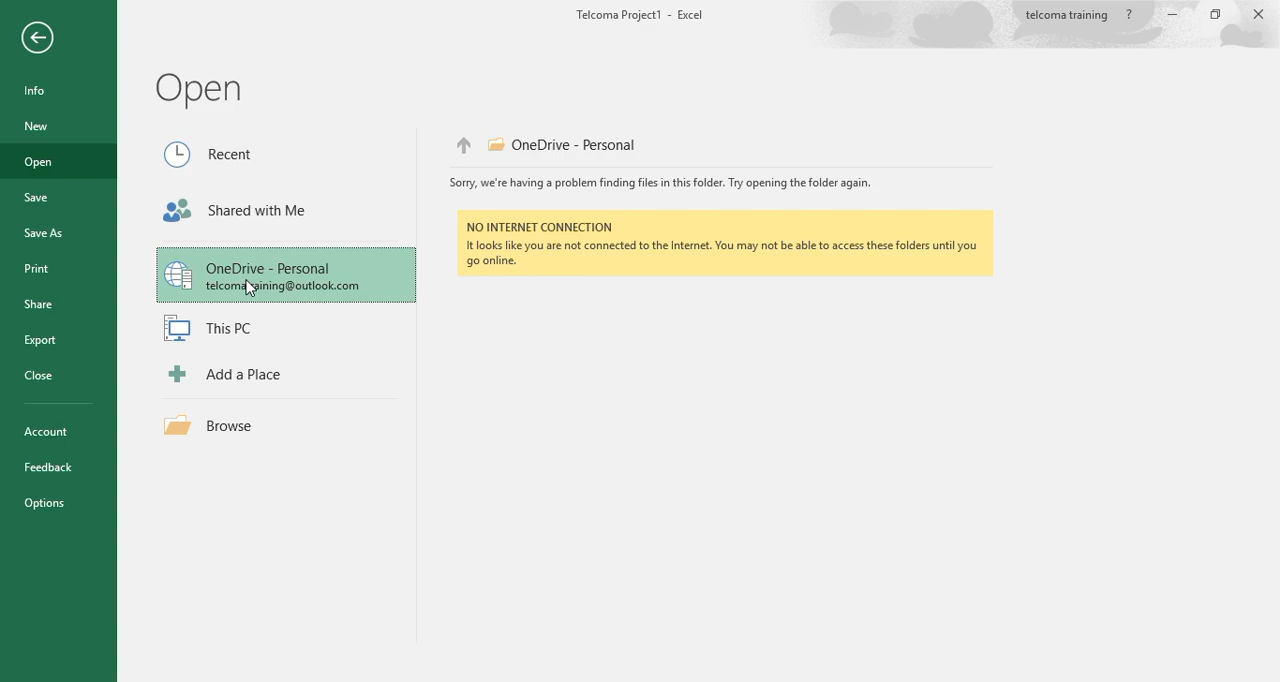 Telcoma Project1 - Excel
telcoma training
?
Info
New
Open
Save
Save As
Print
Share
Export
Close
Account
Feedback
Options
Open
Recent
Shared with Me
OneDrive - Personal
telcomatraining@outlook.com
This PC
Add a Place
Browse
OneDrive - Personal
Sorry, we're having a problem finding files in this folder. Try opening the folder again.
NO INTERNET CONNECTION
It looks like you are not connected to the Internet. You may not be able to access these folders until you
go online.